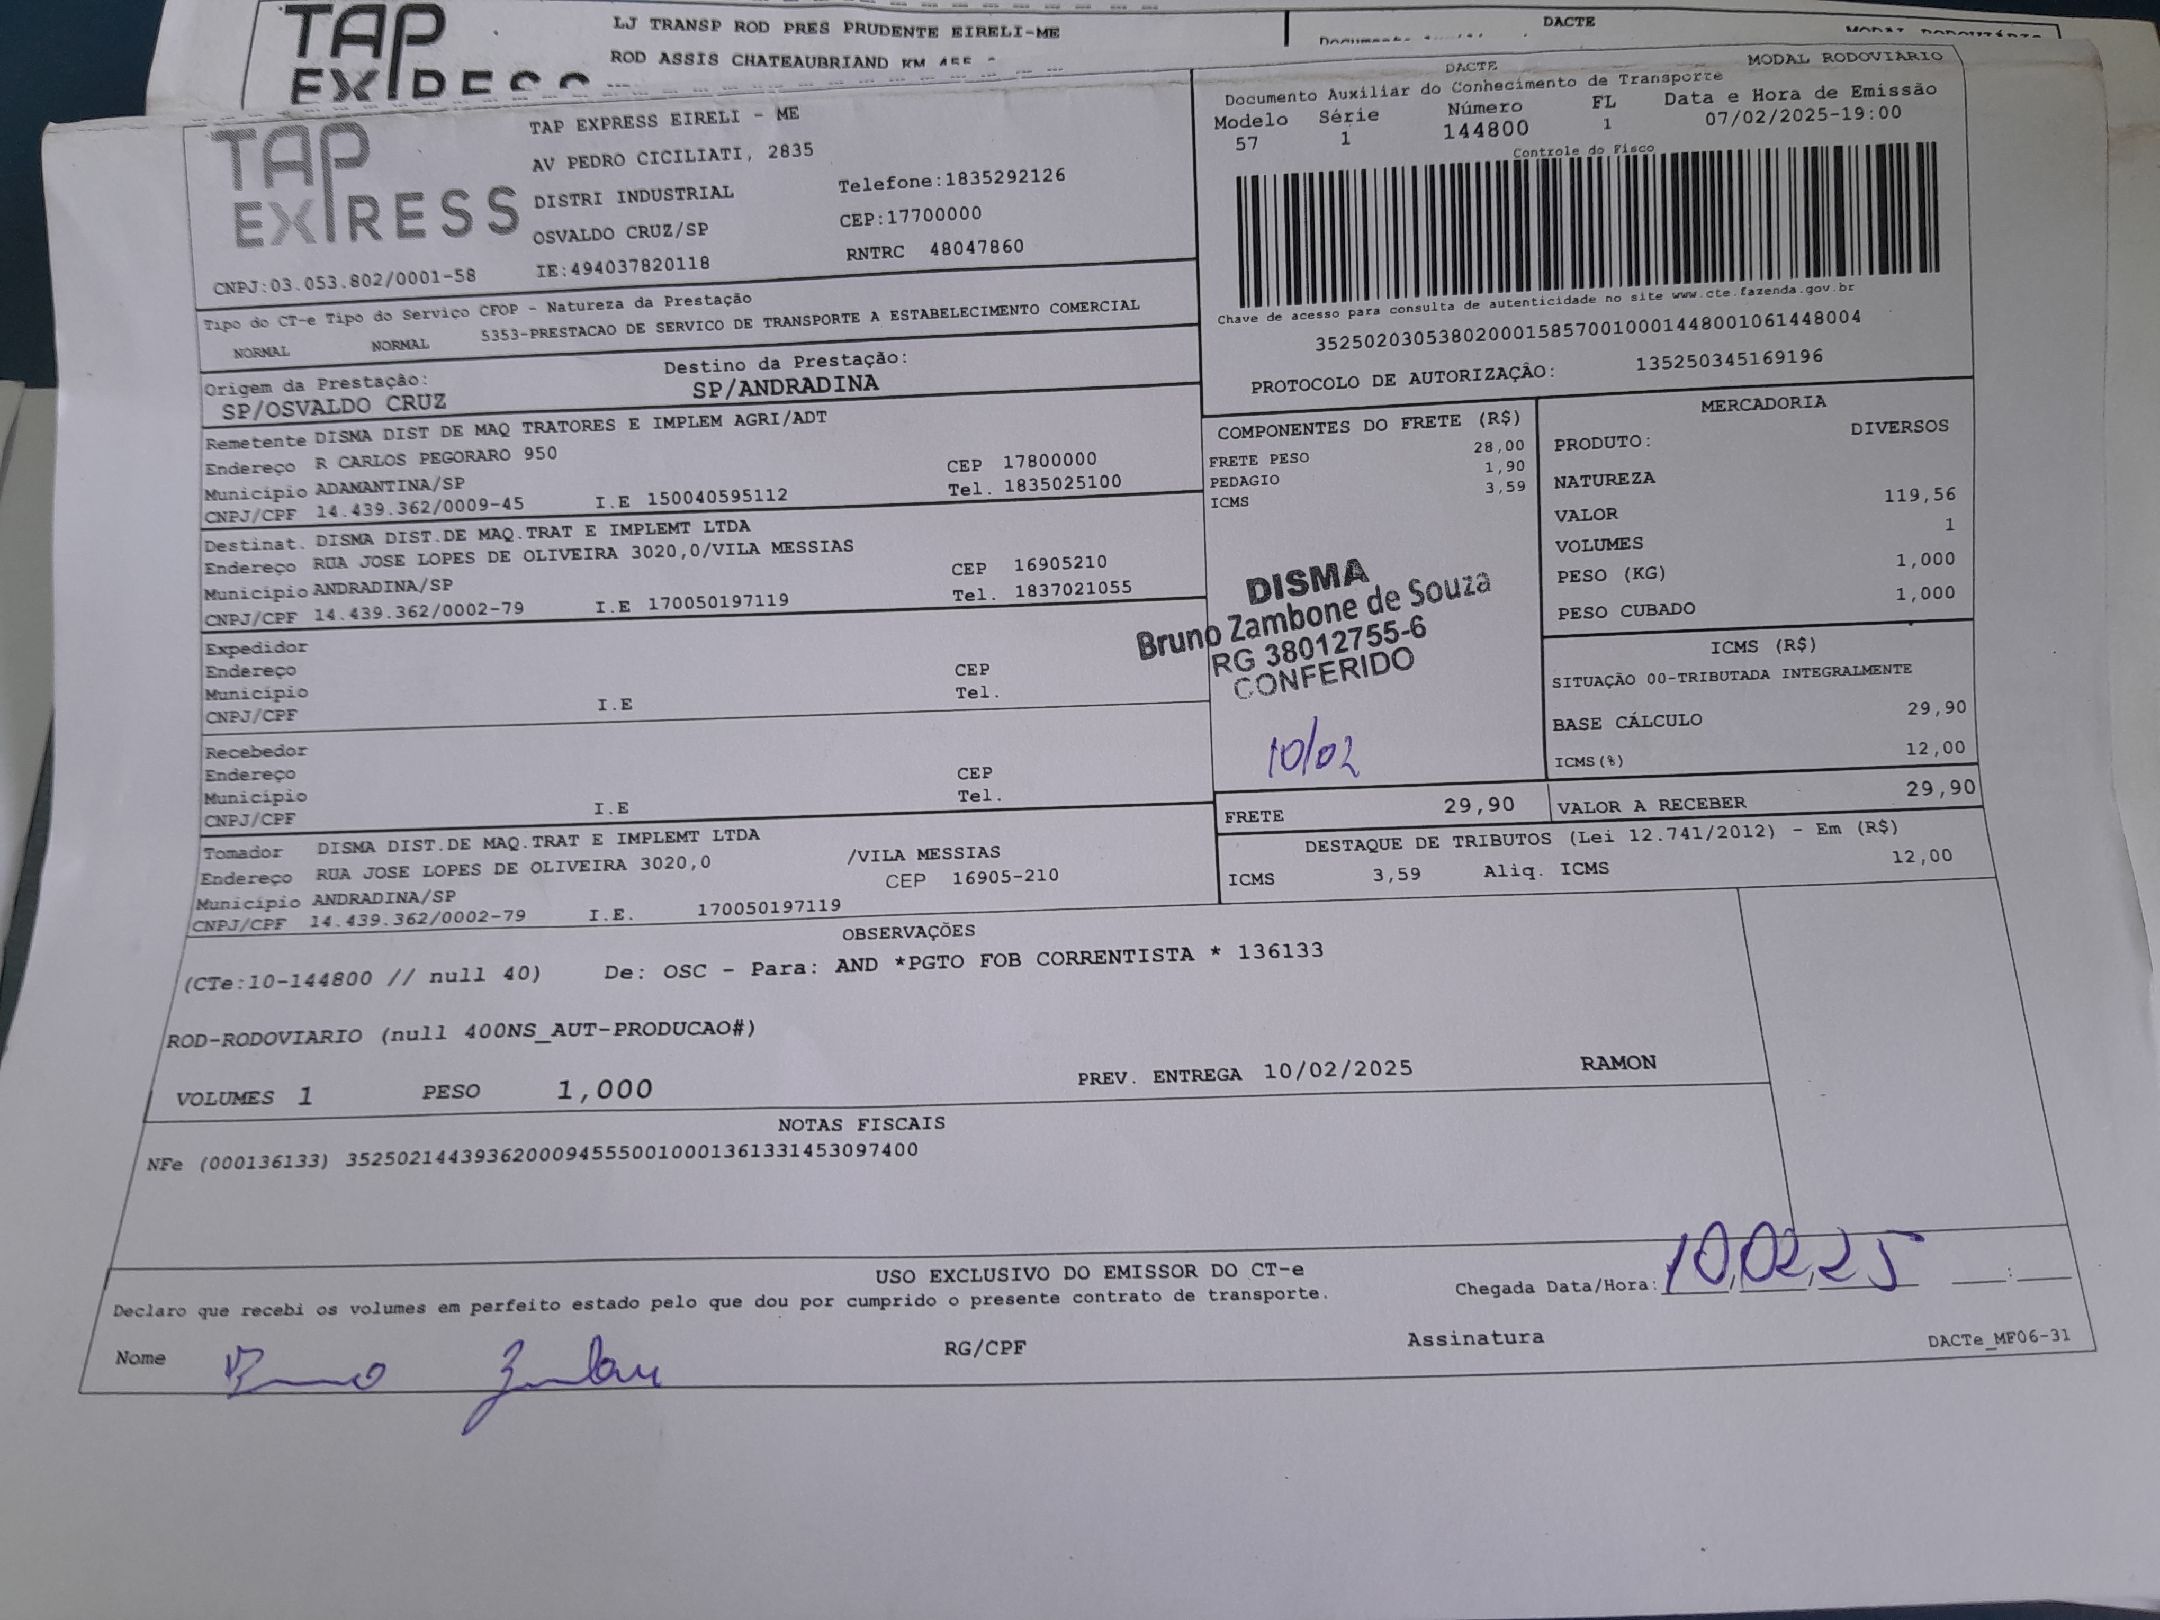 TAP
EXPRESS
LJ TRANSP ROD PRES PRUDENTE EIRELI-ME
ROD ASSIS CHATEAUBRIAND KM 455
DACTE
MODAL RODOVIÁRIO
TAP
EXPRESS
CNPJ:03.053.802/0001-58
TAP EXPRESS EIRELI - ME
AV PEDRO CICILIATI, 2835
DISTRI INDUSTRIAL
Telefone:1835292126
OSVALDO CRUZ/SP
CEP:17700000
IE:494037820118
RNTRC 48047860
DACTE
MODAL RODOVIÁRIO
Documento Auxiliar do Conhecimento de Transporte
Modelo Série Número FL Data e Hora de Emissão
57 1 144800 1 07/02/2025-19:00
Controle do Fisco
Chave de acesso para consulta de autenticidade no site www.cte.fazenda.gov.br
35250203053802000158570010001448001061448004
PROTOCOLO DE AUTORIZAÇÃO: 135250345169196
Tipo do CT-e Tipo do Serviço CFOP - Natureza da Prestação
NORMAL NORMAL 5353-PRESTACAO DE SERVICO DE TRANSPORTE A ESTABELECIMENTO COMERCIAL
Origem da Prestação: Destino da Prestação:
SP/OSVALDO CRUZ SP/ANDRADINA
Remetente DISMA DIST DE MAQ TRATORES E IMPLEM AGRI/ADT
Endereço R CARLOS PEGORARO 950
Município ADAMANTINA/SP CEP 17800000
CNPJ/CPF 14.439.362/0009-45 I.E 150040595112 Tel. 1835025100
Destinat. DISMA DIST.DE MAQ.TRAT E IMPLEMT LTDA
Endereço RUA JOSE LOPES DE OLIVEIRA 3020,0/VILA MESSIAS
Município ANDRADINA/SP CEP 16905210
CNPJ/CPF 14.439.362/0002-79 I.E 170050197119 Tel. 1837021055
Expedidor
Endereço
Município CEP
CNPJ/CPF I.E Tel.
Recebedor
Endereço
Município CEP
CNPJ/CPF I.E Tel.
Tomador DISMA DIST.DE MAQ.TRAT E IMPLEMT LTDA
Endereço RUA JOSE LOPES DE OLIVEIRA 3020,0 /VILA MESSIAS
Município ANDRADINA/SP CEP 16905-210
CNPJ/CPF 14.439.362/0002-79 I.E. 170050197119
COMPONENTES DO FRETE (R$)
FRETE PESO 28,00
PEDAGIO 1,90
ICMS 3,59
DISMA
Bruno Zambone de Souza
RG 38012755-6
CONFERIDO
10/02
MERCADORIA
PRODUTO: DIVERSOS
NATUREZA
VALOR 119,56
VOLUMES 1
PESO (KG) 1,000
PESO CUBADO 1,000
ICMS (R$)
SITUAÇÃO 00-TRIBUTADA INTEGRALMENTE
BASE CÁLCULO 29,90
ICMS(%) 12,00
FRETE 29,90 VALOR A RECEBER 29,90
DESTAQUE DE TRIBUTOS (Lei 12.741/2012) - Em (R$)
ICMS 3,59 Aliq. ICMS 12,00
OBSERVAÇÕES
(CTe:10-144800 // null 40) De: OSC - Para: AND *PGTO FOB CORRENTISTA * 136133
ROD-RODOVIARIO (null 400NS_AUT-PRODUCAO#)
VOLUMES 1 PESO 1,000 PREV. ENTREGA 10/02/2025 RAMON
NOTAS FISCAIS
NFe (000136133) 35250214439362000945550010001361331453097400
USO EXCLUSIVO DO EMISSOR DO CT-e
Declaro que recebi os volumes em perfeito estado pelo que dou por cumprido o presente contrato de transporte.
Chegada Data/Hora: 10,02,25 :
Nome Bruno RG/CPF Assinatura
DACTe_MF06-31